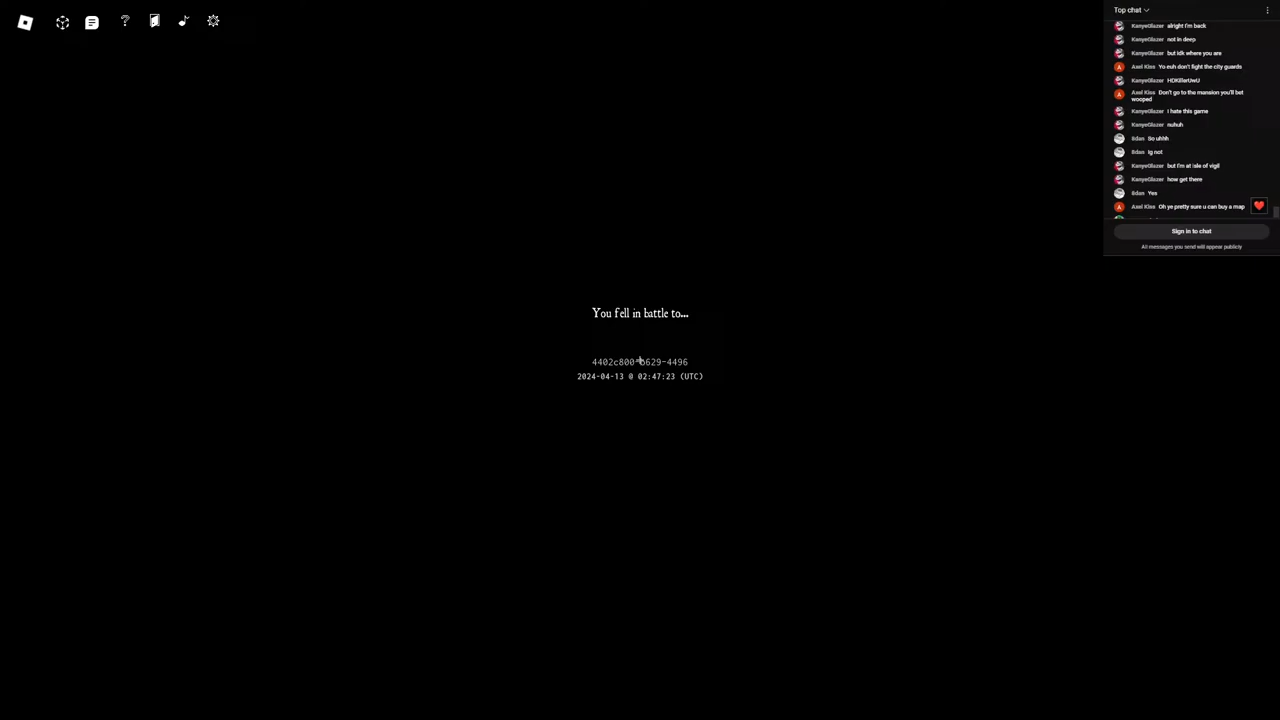 Top chat
KanyeGlazer alright I'm back
KanyeGlazer not in deep
KanyeGlazer but idk where you are
A Axel Kiss Yo euh don't fight the city guards
KanyeGlazer HDKillerUwU
A Axel Kiss Don't go to the mansion you'll bet
wooped
KanyeGlazer I hate this game
KanyeGlazer nuhuh
8dan So uhhh
8dan Ig not
KanyeGlazer but I'm at isle of vigil
KanyeGlazer how get there
8dan Yes
A Axel Kiss Oh ye pretty sure u can buy a map
Sign in to chat
All messages you send will appear publicly
You fell in battle to...
4402c800 6629-4496
2024-04-13 @ 02:47:23 (UTC)